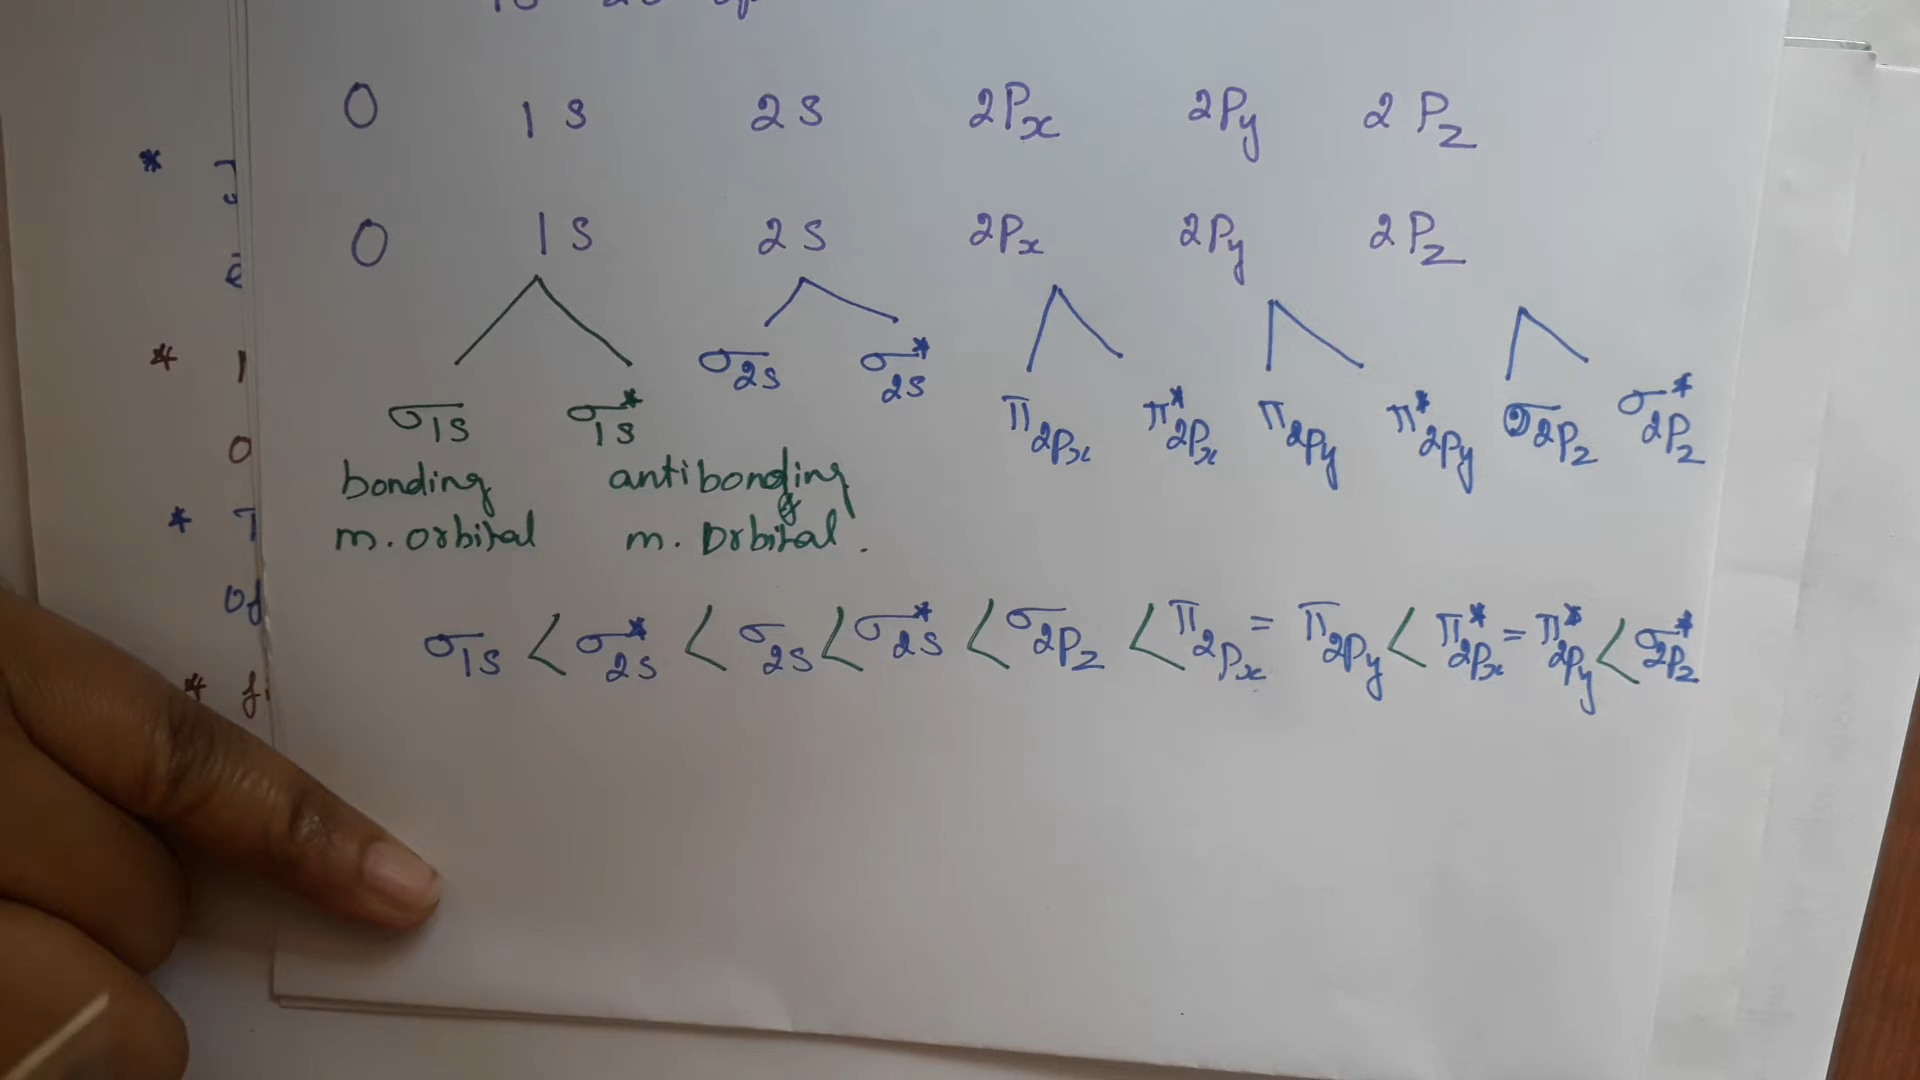 O 1s 2s 2Px 2Py 2Pz
O 1s 2s 2Px 2Py 2Pz
σ1s σ*1s σ2s σ*2s π2Px π*2Px π2Py π*2Py σ2Pz σ*2Pz
bonding antibonding
m. orbital m. Orbital.
σ1s < σ*2s < σ2s < σ*2s < σ2Pz < π2Px = π2Py < π*2Px = π*2Py < σ*2Pz